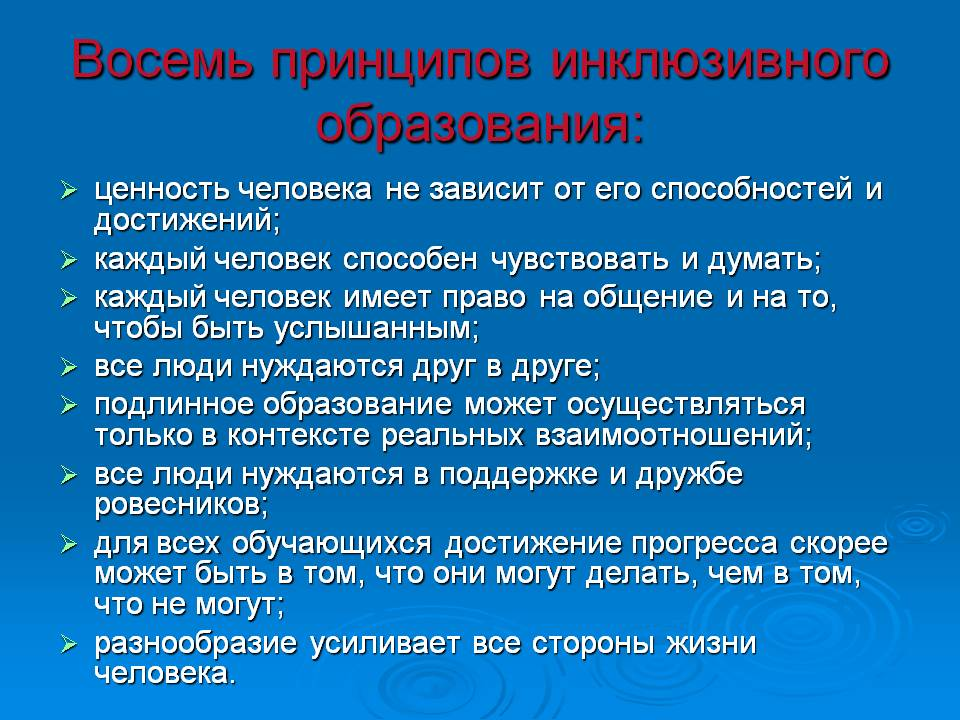 Восемь принципов инклюзивного
образования:
ценность человека не зависит от его способностей и
достижений;
каждый человек способен чувствовать и думать;
каждый человек имеет право на общение и на то,
чтобы быть услышанным;
все люди нуждаются друг в друге;
подлинное образование может осуществляться
только в контексте реальных взаимоотношений;
все люди нуждаются в поддержке и дружбе
ровесников;
для всех обучающихся достижение прогресса скорее
может быть в том, что они могут делать, чем в том,
что не могут;
разнообразие усиливает все стороны жизни
человека.